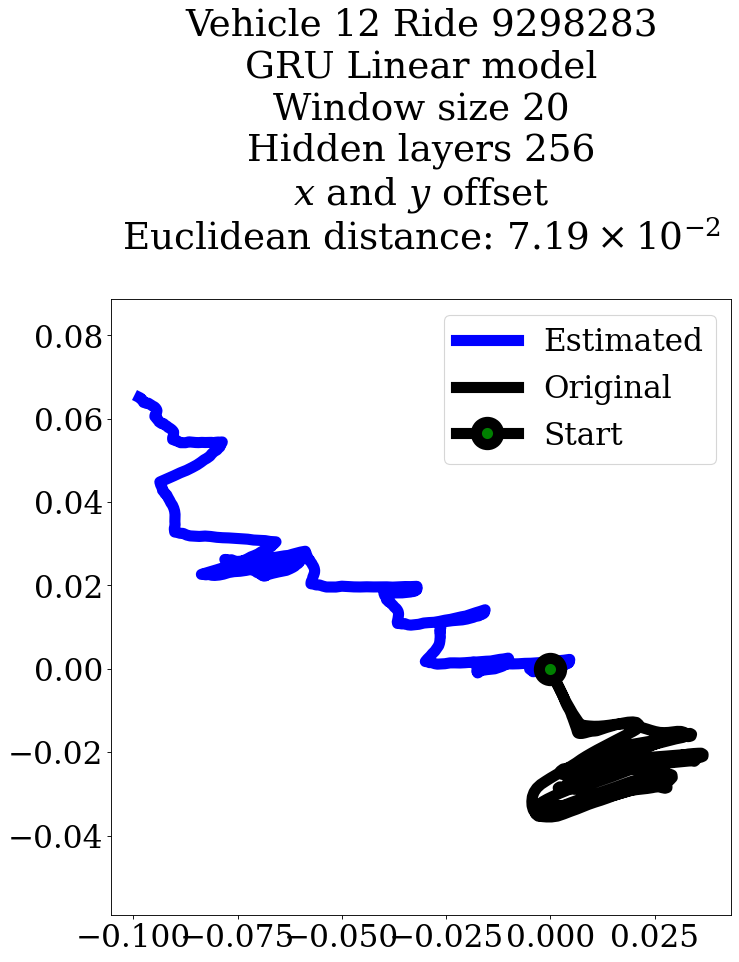 Vehicle 12 Ride 9298283
GRU Linear model
Window size 20
Hidden layers 256
x and y offset
Euclidean distance: 7.19 × 10⁻²
Estimated
Original
Start
0.08
0.06
0.04
0.02
0.00
−0.02
−0.04
−0.100 −0.075 −0.050 −0.025 0.000 0.025